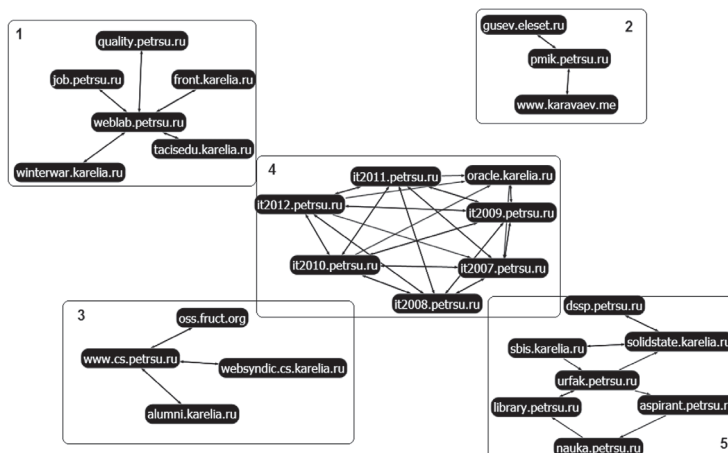 1
quality.petrsu.ru
job.petrsu.ru
front.karelia.ru
weblab.petrsu.ru
tacisedu.karelia.ru
winterwar.karelia.ru
gusev.eleset.ru
2
pmik.petrsu.ru
www.karavaev.me
4
it2011.petrsu.ru
oracle.karelia.ru
it2012.petrsu.ru
it2009.petrsu.ru
it2010.petrsu.ru
it2007.petrsu.ru
it2008.petrsu.ru
3
oss.fruct.org
www.cs.petrsu.ru
websyndic.cs.karelia.ru
alumni.karelia.ru
dssp.petrsu.ru
solidstate.karelia.ru
sbis.karelia.ru
urfak.petrsu.ru
library.petrsu.ru
aspirant.petrsu.ru
nauka.petrsu.ru
5